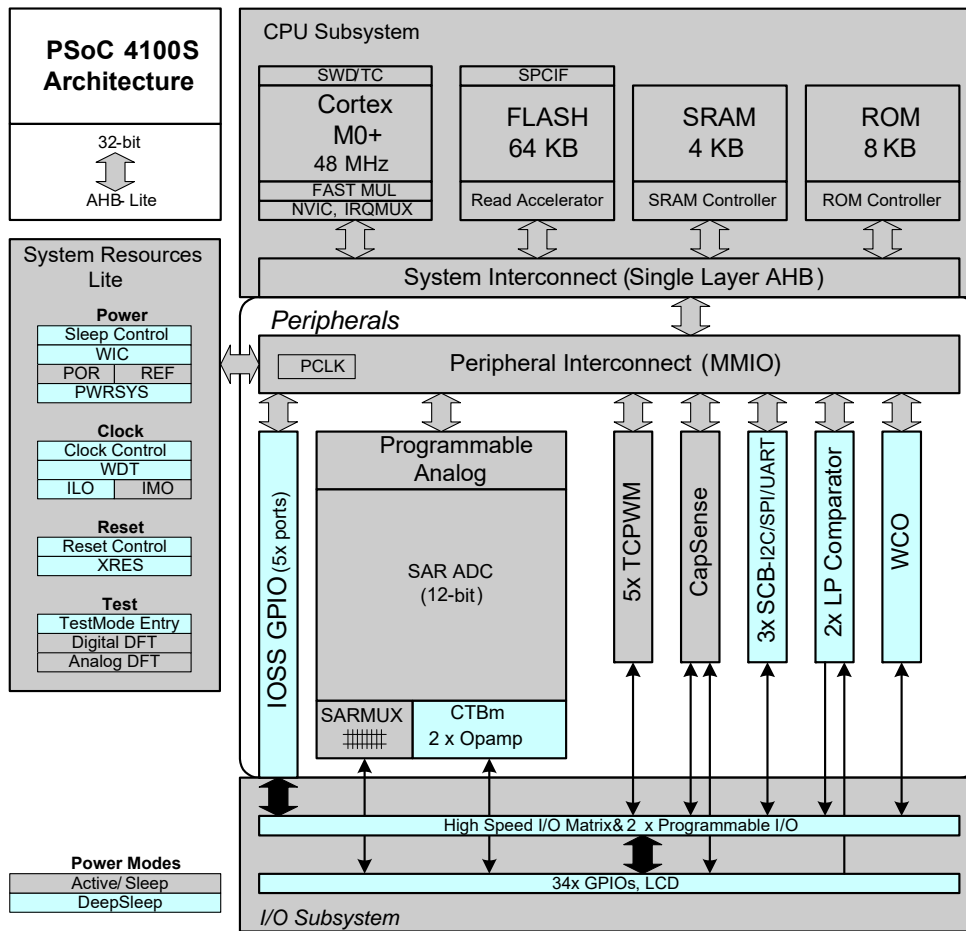 PSoC 4100S
Architecture
32-bit
AHB- Lite
CPU Subsystem
SWD/TC
Cortex
M0+
48 MHz
FAST MUL
NVIC, IRQMUX
SPCIF
FLASH
64 KB
Read Accelerator
SRAM
4 KB
SRAM Controller
ROM
8 KB
ROM Controller
System Interconnect (Single Layer AHB)
System Resources
Lite
Power
Sleep Control
WIC
POR
REF
PWRSYS
Clock
Clock Control
WDT
ILO
IMO
Reset
Reset Control
XRES
Test
TestMode Entry
Digital DFT
Analog DFT
Peripherals
PCLK
Peripheral Interconnect (MMIO)
IOSS GPIO (5x ports)
Programmable
Analog
SAR ADC
(12-bit)
SARMUX
CTBm
2 x Opamp
5x TCPWM
CapSense
3x SCB-I2C/SPI/UART
2x LP Comparator
WCO
High Speed I/O Matrix& 2 x Programmable I/O
34x GPIOs, LCD
I/O Subsystem
Power Modes
Active/ Sleep
DeepSleep